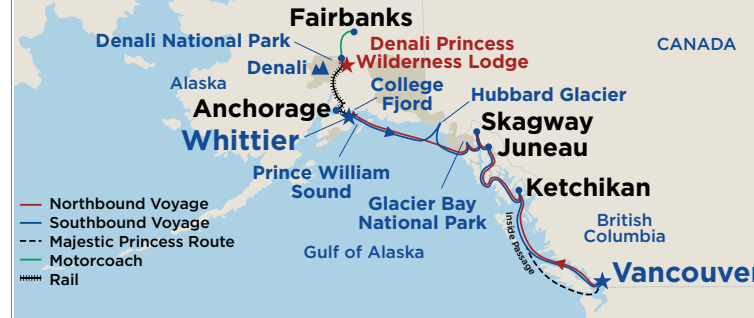 Fairbanks
Denali National Park
Denali Princess
Wilderness Lodge
CANADA
Denali
Alaska
College
Fjord
Hubbard Glacier
Anchorage
Skagway
Whittier
Juneau
Prince William
Sound
Glacier Bay
National Park
Ketchikan
Northbound Voyage
Southbound Voyage
Majestic Princess Route
Motorcoach
Rail
Inside Passage
British
Columbia
Gulf of Alaska
Vancouver